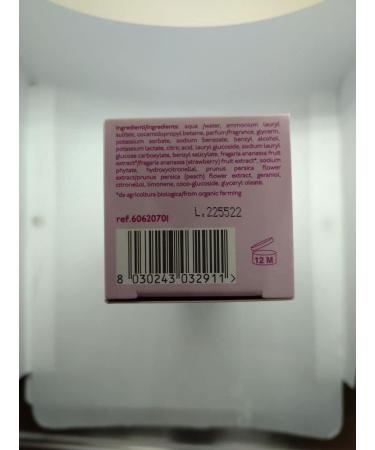 Ingredienti/Ingredients: aqua /water, ammonium lauryl
sulfate, cocamidopropyl betaine, parfum/fragrance, glycerin,
potassium sorbate, sodium benzoate, benzyl alcohol,
potassium lactate, citric acid, lauryl glucoside, sodium lauryl
glucose carboxylate, benzyl salicylate, fragaria ananassa fruit
extract*/fragaria ananassa (strawberry) fruit extract*, sodium
phytate, hydroxycitronellal, prunus persica flower
extract/prunus persica (peach) flower extract, geraniol,
citronellol, limonene, coco-glucoside, glyceryl oleate.
*da agricoltura biologica/from organic farming
ref.60620701
L.225522
8 030243 032911 >
12 M